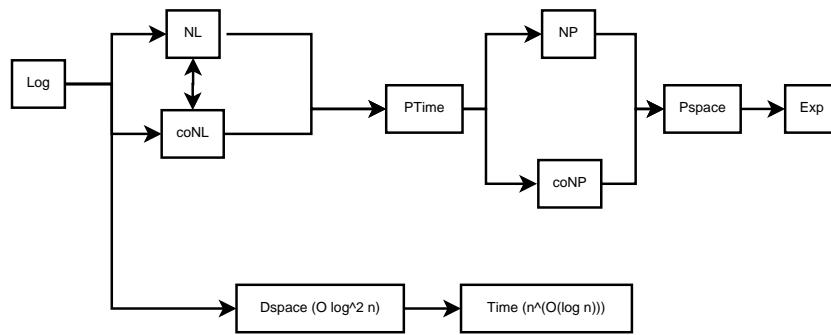 NL
NP
Log
PTime
Pspace
Exp
coNL
coNP
Dspace (O log^2 n)
Time (n^(O(log n)))